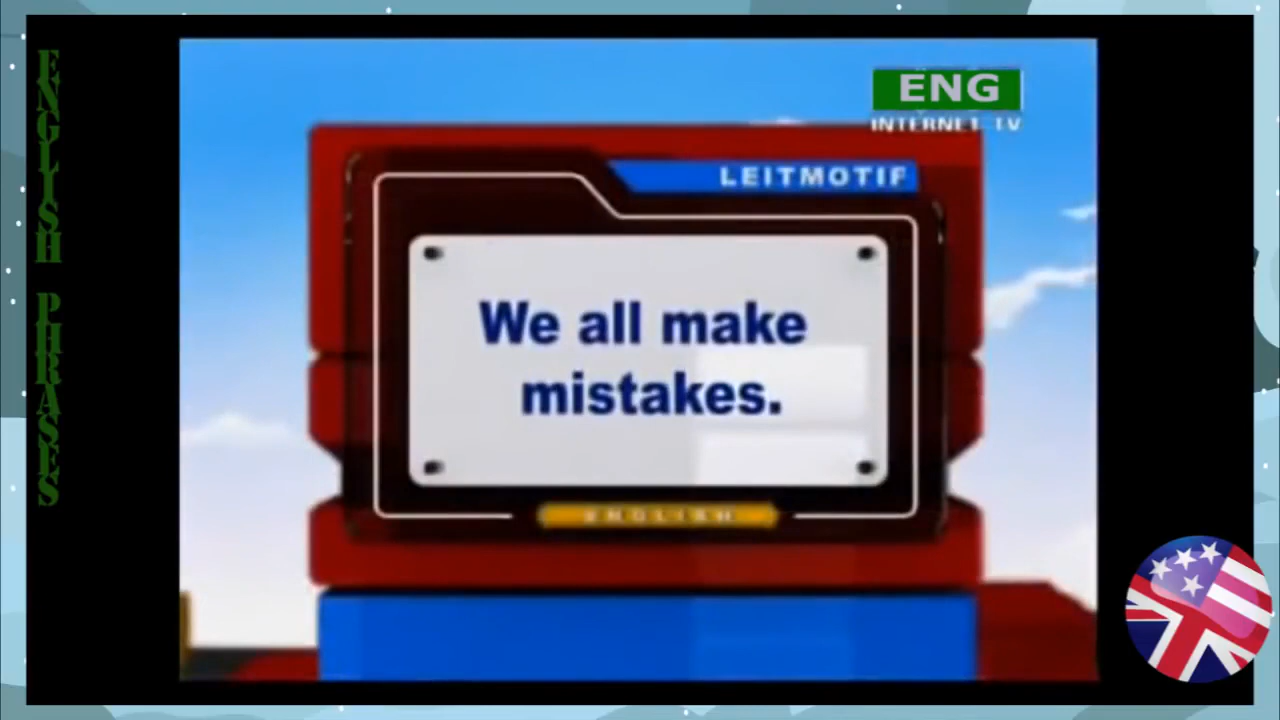 ENGLISH PHRASES
ENG
INTERNET TV
LEITMOTIF
We all make
mistakes.
ENGLISH